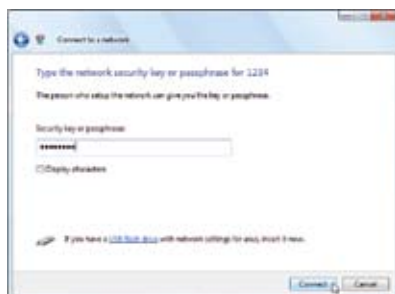 Connect to a network
Type the network security key or passphrase for 1234
The person who setup the network can give you the key or passphrase.
Security key or passphrase:
Display characters
If you have a USB flash drive with network settings for 1234, insert it now.
Connect
Cancel